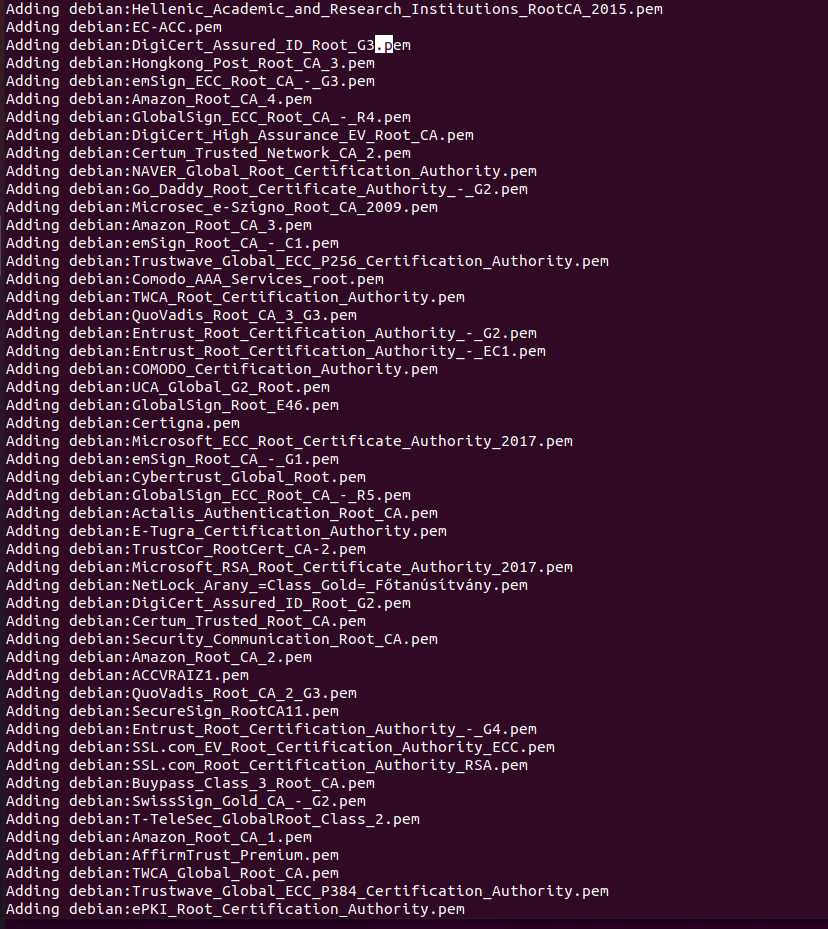 Adding debian:Hellenic_Academic_and_Research_Institutions_RootCA_2015.pem
Adding debian:EC-ACC.pem
Adding debian:DigiCert_Assured_ID_Root_G3.pem
Adding debian:Hongkong_Post_Root_CA_3.pem
Adding debian:emSign_ECC_Root_CA_-_G3.pem
Adding debian:Amazon_Root_CA_4.pem
Adding debian:GlobalSign_ECC_Root_CA_-_R4.pem
Adding debian:DigiCert_High_Assurance_EV_Root_CA.pem
Adding debian:Certum_Trusted_Network_CA_2.pem
Adding debian:NAVER_Global_Root_Certification_Authority.pem
Adding debian:Go_Daddy_Root_Certificate_Authority_-_G2.pem
Adding debian:Microsec_e-Szigno_Root_CA_2009.pem
Adding debian:Amazon_Root_CA_3.pem
Adding debian:emSign_Root_CA_-_C1.pem
Adding debian:Trustwave_Global_ECC_P256_Certification_Authority.pem
Adding debian:Comodo_AAA_Services_root.pem
Adding debian:TWCA_Root_Certification_Authority.pem
Adding debian:QuoVadis_Root_CA_3_G3.pem
Adding debian:Entrust_Root_Certification_Authority_-_G2.pem
Adding debian:Entrust_Root_Certification_Authority_-_EC1.pem
Adding debian:COMODO_Certification_Authority.pem
Adding debian:UCA_Global_G2_Root.pem
Adding debian:GlobalSign_Root_E46.pem
Adding debian:Certigna.pem
Adding debian:Microsoft_ECC_Root_Certificate_Authority_2017.pem
Adding debian:emSign_Root_CA_-_G1.pem
Adding debian:Cybertrust_Global_Root.pem
Adding debian:GlobalSign_ECC_Root_CA_-_R5.pem
Adding debian:Actalis_Authentication_Root_CA.pem
Adding debian:E-Tugra_Certification_Authority.pem
Adding debian:TrustCor_RootCert_CA-2.pem
Adding debian:Microsoft_RSA_Root_Certificate_Authority_2017.pem
Adding debian:NetLock_Arany_=Class_Gold=_Főtanúsítvány.pem
Adding debian:DigiCert_Assured_ID_Root_G2.pem
Adding debian:Certum_Trusted_Root_CA.pem
Adding debian:Security_Communication_Root_CA.pem
Adding debian:Amazon_Root_CA_2.pem
Adding debian:ACCVRAIZ1.pem
Adding debian:QuoVadis_Root_CA_2_G3.pem
Adding debian:SecureSign_RootCA11.pem
Adding debian:Entrust_Root_Certification_Authority_-_G4.pem
Adding debian:SSL.com_EV_Root_Certification_Authority_ECC.pem
Adding debian:SSL.com_Root_Certification_Authority_RSA.pem
Adding debian:Buypass_Class_3_Root_CA.pem
Adding debian:SwissSign_Gold_CA_-_G2.pem
Adding debian:T-TeleSec_GlobalRoot_Class_2.pem
Adding debian:Amazon_Root_CA_1.pem
Adding debian:AffirmTrust_Premium.pem
Adding debian:TWCA_Global_Root_CA.pem
Adding debian:Trustwave_Global_ECC_P384_Certification_Authority.pem
Adding debian:ePKI_Root_Certification_Authority.pem